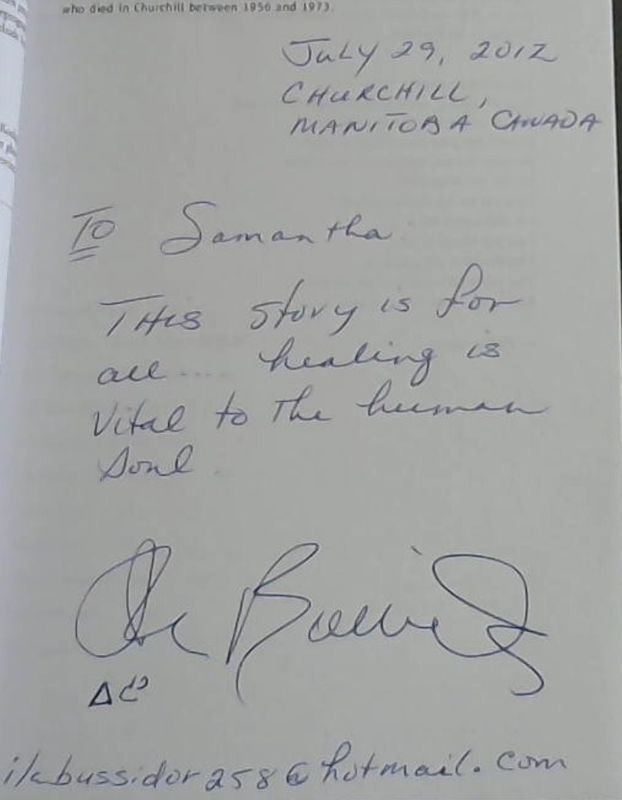 who died in Churchill between 1956 and 1973.
July 29, 2012
CHURCHILL,
MANITOBA CANADA
To Samantha
THis story is for
all.... healing is
vital to the human
soul.
ilabussidor258@hotmail.com